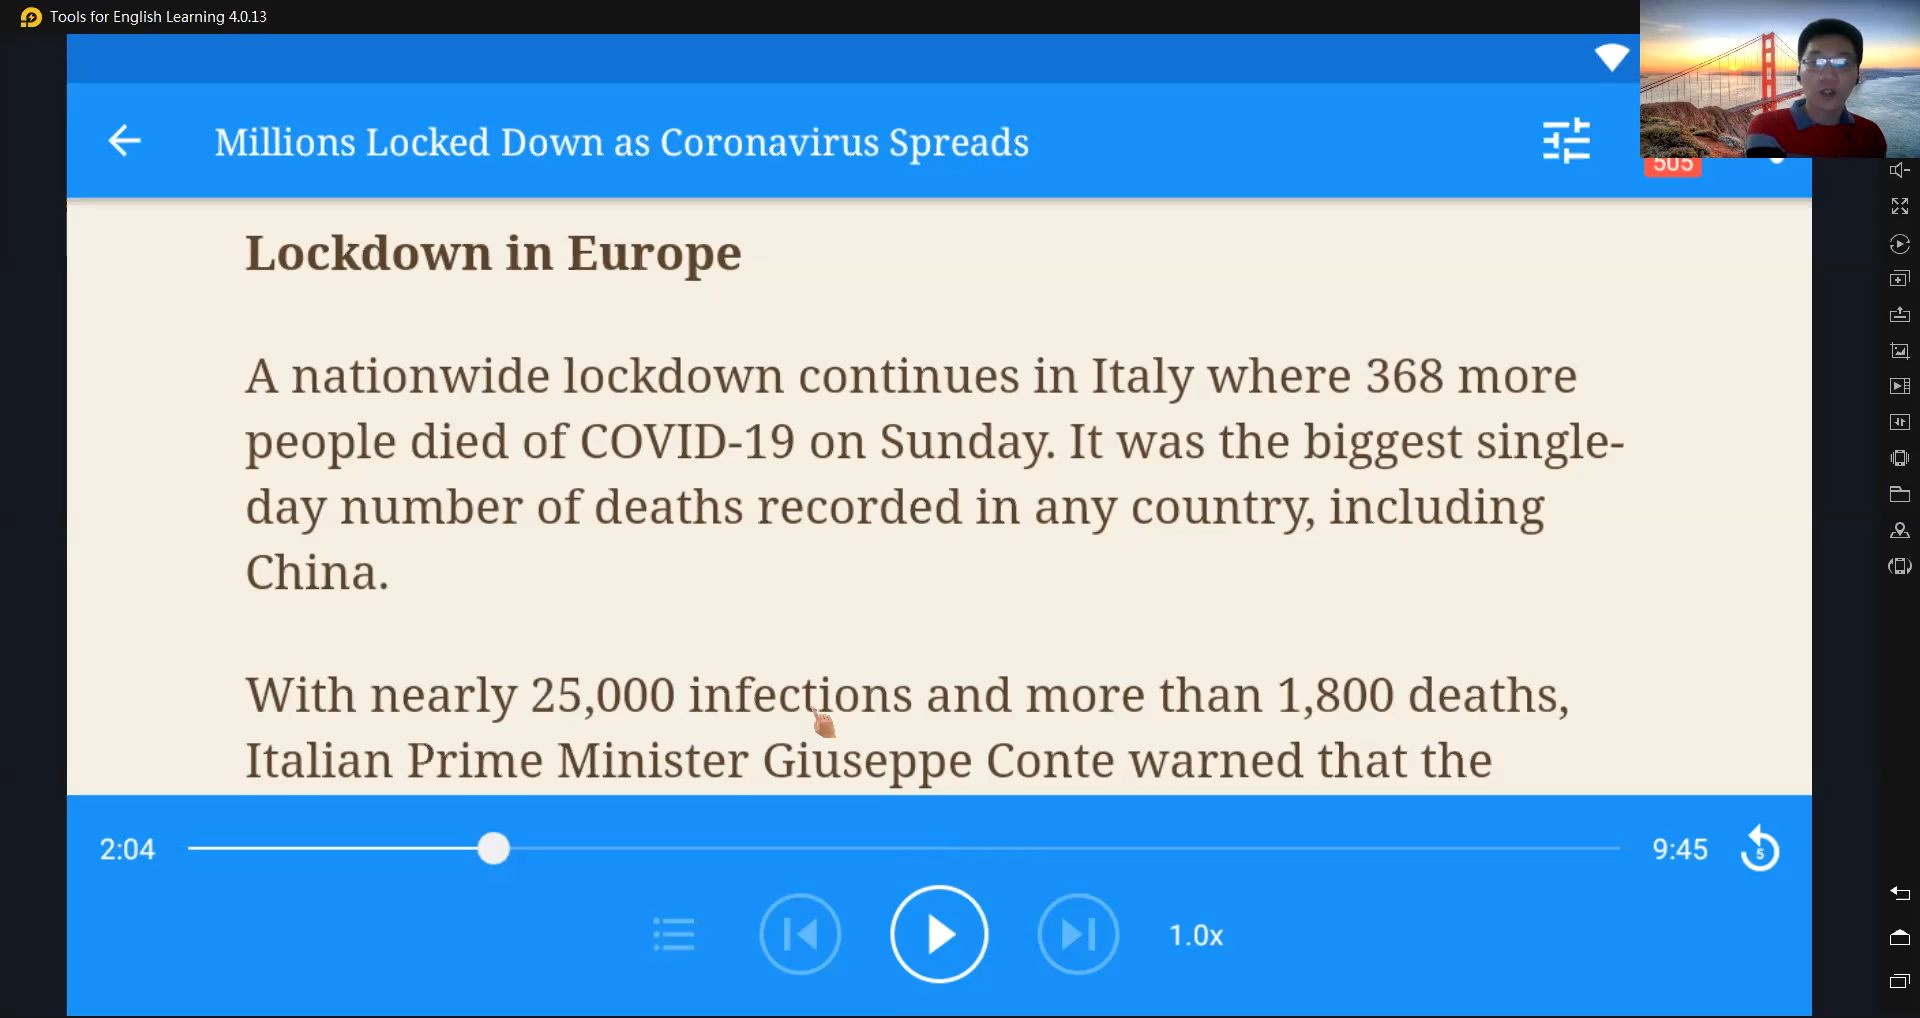 Tools for English Learning 4.0.13
Millions Locked Down as Coronavirus Spreads
505
Lockdown in Europe
A nationwide lockdown continues in Italy where 368 more
people died of COVID-19 on Sunday. It was the biggest single-
day number of deaths recorded in any country, including
China.
With nearly 25,000 infections and more than 1,800 deaths,
Italian Prime Minister Giuseppe Conte warned that the
2:04
9:45
5
1.0x